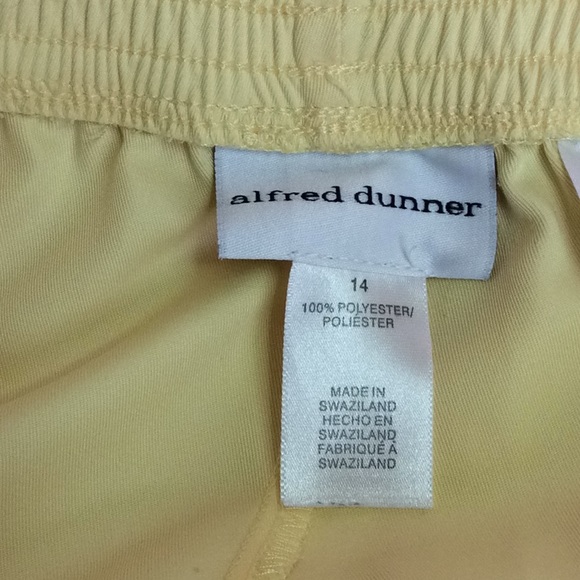 alfred dunner
14
100% POLYESTER/
POLIÉSTER
MADE IN
SWAZILAND
HECHO EN
SWAZILAND
FABRIQUÉ À
SWAZILAND